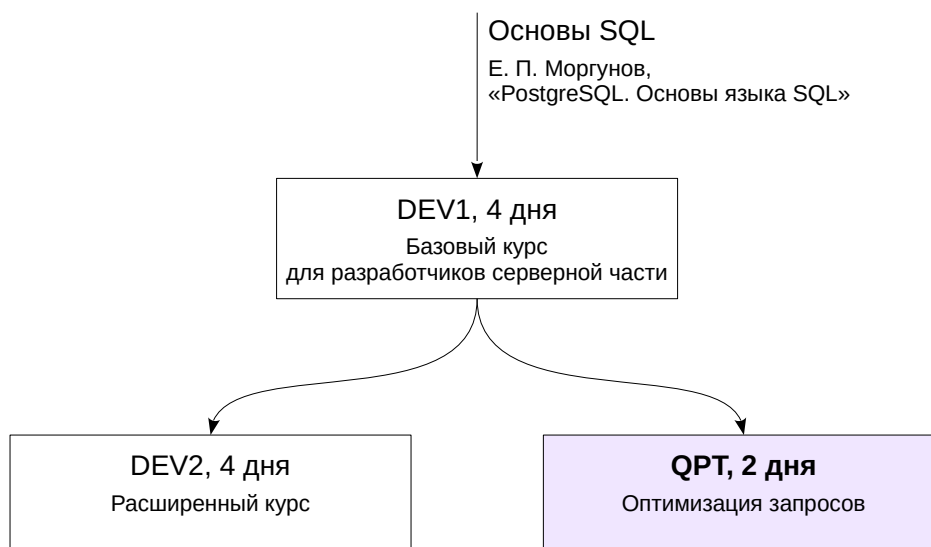 Основы SQL
Е. П. Моргунов,
«PostgreSQL. Основы языка SQL»
DEV1, 4 дня
Базовый курс
для разработчиков серверной части
DEV2, 4 дня
Расширенный курс
QPT, 2 дня
Оптимизация запросов